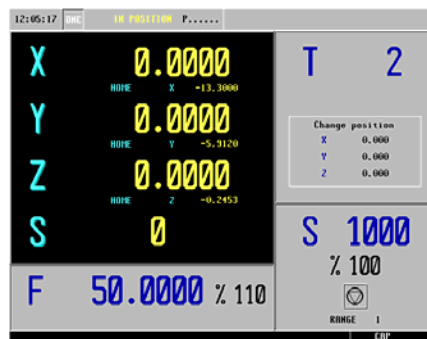 12:05:17 DNC IN POSITION P......
X 0.0000
HOME X -13.3000
Y 0.0000
HOME Y -5.9120
Z 0.0000
HOME Z -0.2453
S 0
F 50.0000 % 110
T 2
Change position
X 0.000
Y 0.000
Z 0.000
S 1000
% 100
RANGE 1
CAP